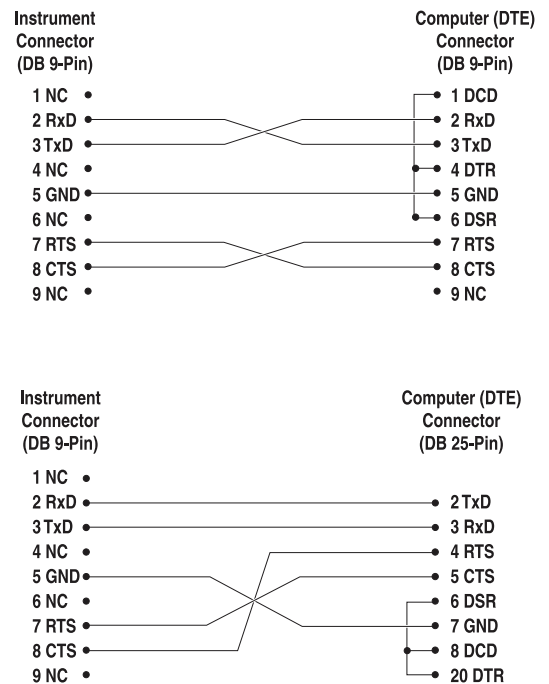 Instrument
Connector
(DB 9-Pin)
1 NC
2 RxD
3 TxD
4 NC
5 GND
6 NC
7 RTS
8 CTS
9 NC
Computer (DTE)
Connector
(DB 9-Pin)
1 DCD
2 RxD
3 TxD
4 DTR
5 GND
6 DSR
7 RTS
8 CTS
9 NC
Instrument
Connector
(DB 9-Pin)
1 NC
2 RxD
3 TxD
4 NC
5 GND
6 NC
7 RTS
8 CTS
9 NC
Computer (DTE)
Connector
(DB 25-Pin)
2 TxD
3 RxD
4 RTS
5 CTS
6 DSR
7 GND
8 DCD
20 DTR